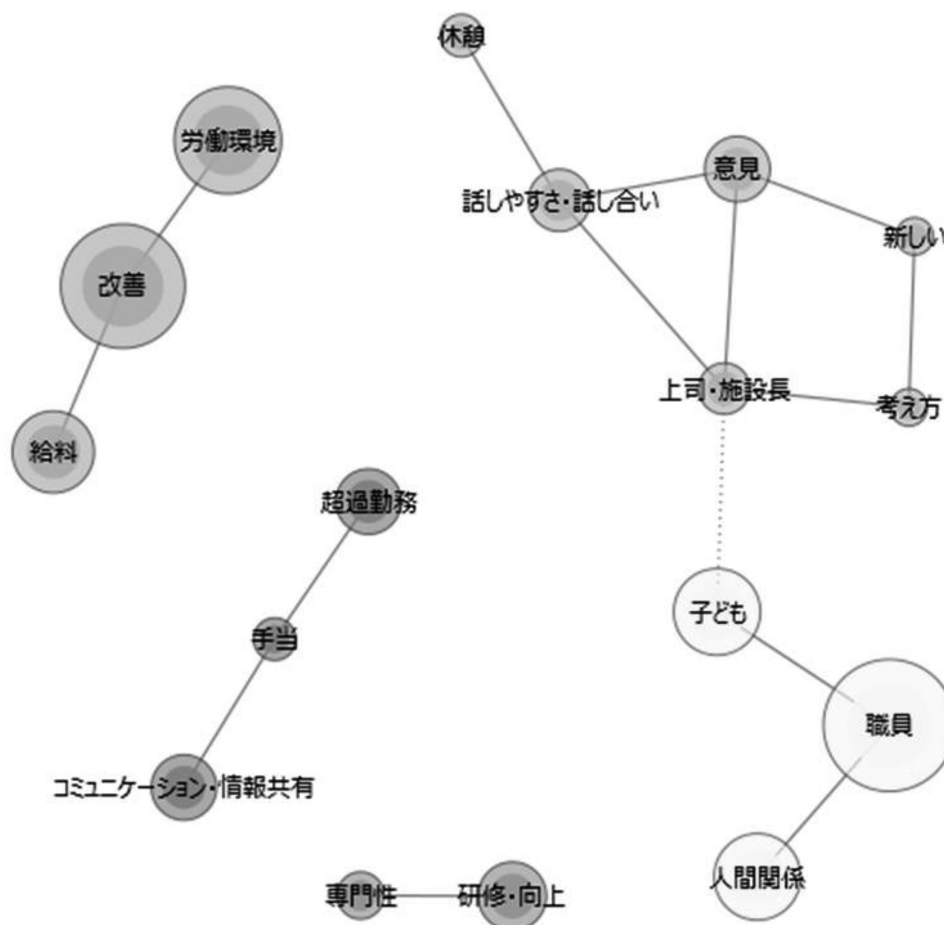 休憩
労働環境
意見
話しやすさ・話し合い
新しい
改善
上司・施設長
考え方
給料
超過勤務
子ども
手当
職員
コミュニケーション・情報共有
人間関係
専門性
研修・向上